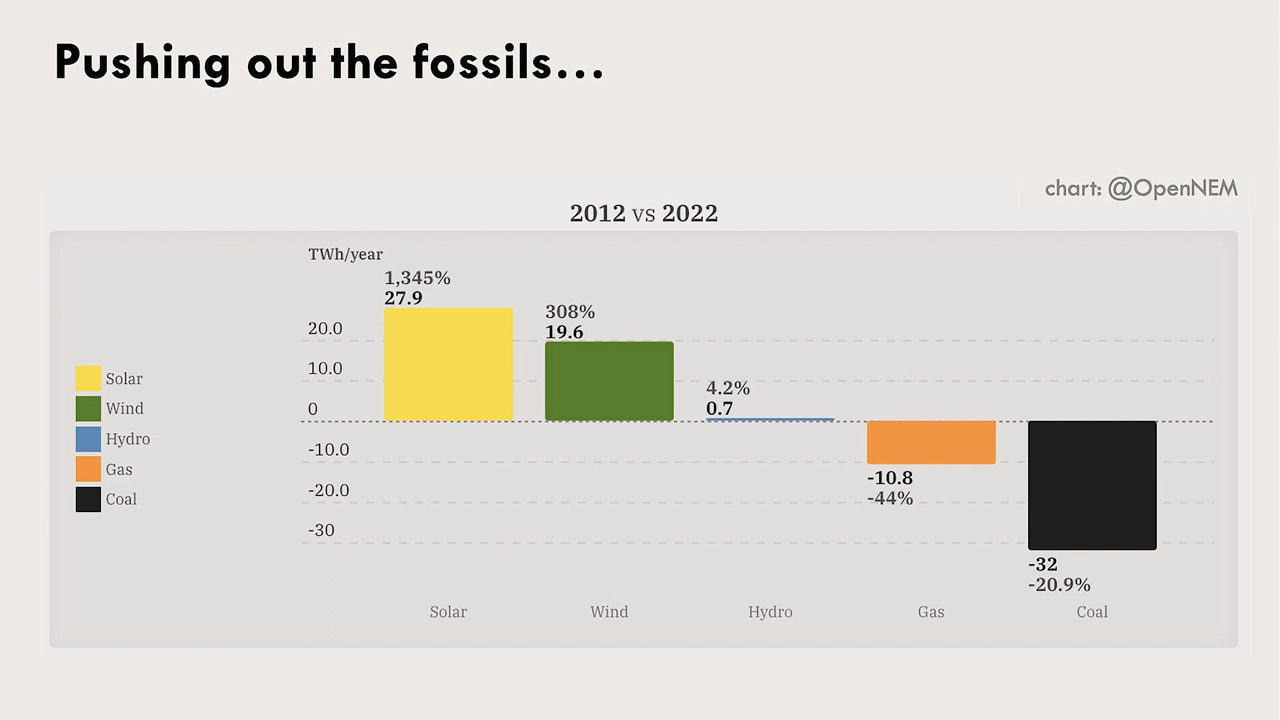 Pushing out the fossils...
chart: @OpenNEM
2012 vs 2022
TWh/year
1,345%
27.9
308%
19.6
20.0
10.0
4.2%
0.7
0
-10.0
-20.0
-30
Solar
Wind
Hydro
Gas
Coal
-10.8
-44%
-32
-20.9%
Solar
Wind
Hydro
Gas
Coal